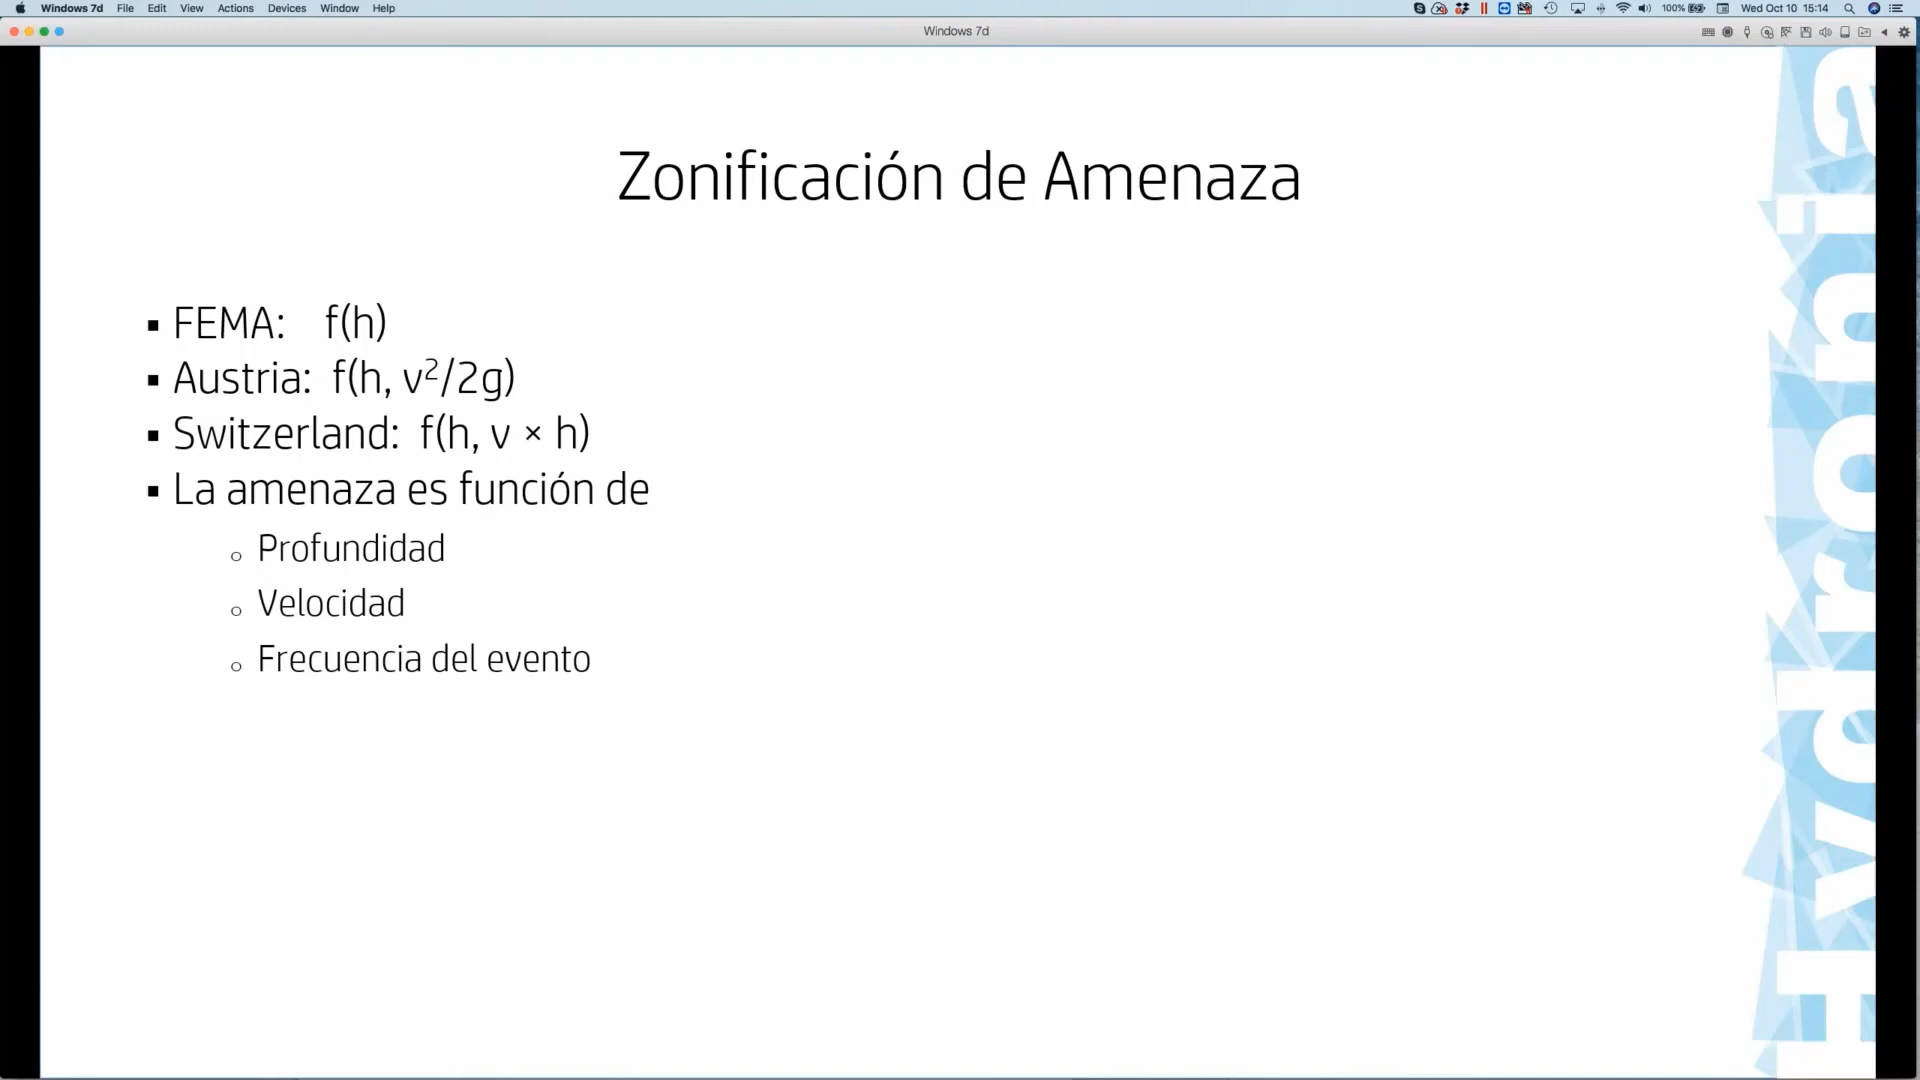 Windows 7d File Edit View Actions Devices Window Help 100% Wed Oct 10 15:14
Windows 7d
Zonificación de Amenaza
▪ FEMA: f(h)
▪ Austria: f(h, v²/2g)
▪ Switzerland: f(h, v × h)
▪ La amenaza es función de
o Profundidad
o Velocidad
o Frecuencia del evento
Hydronia